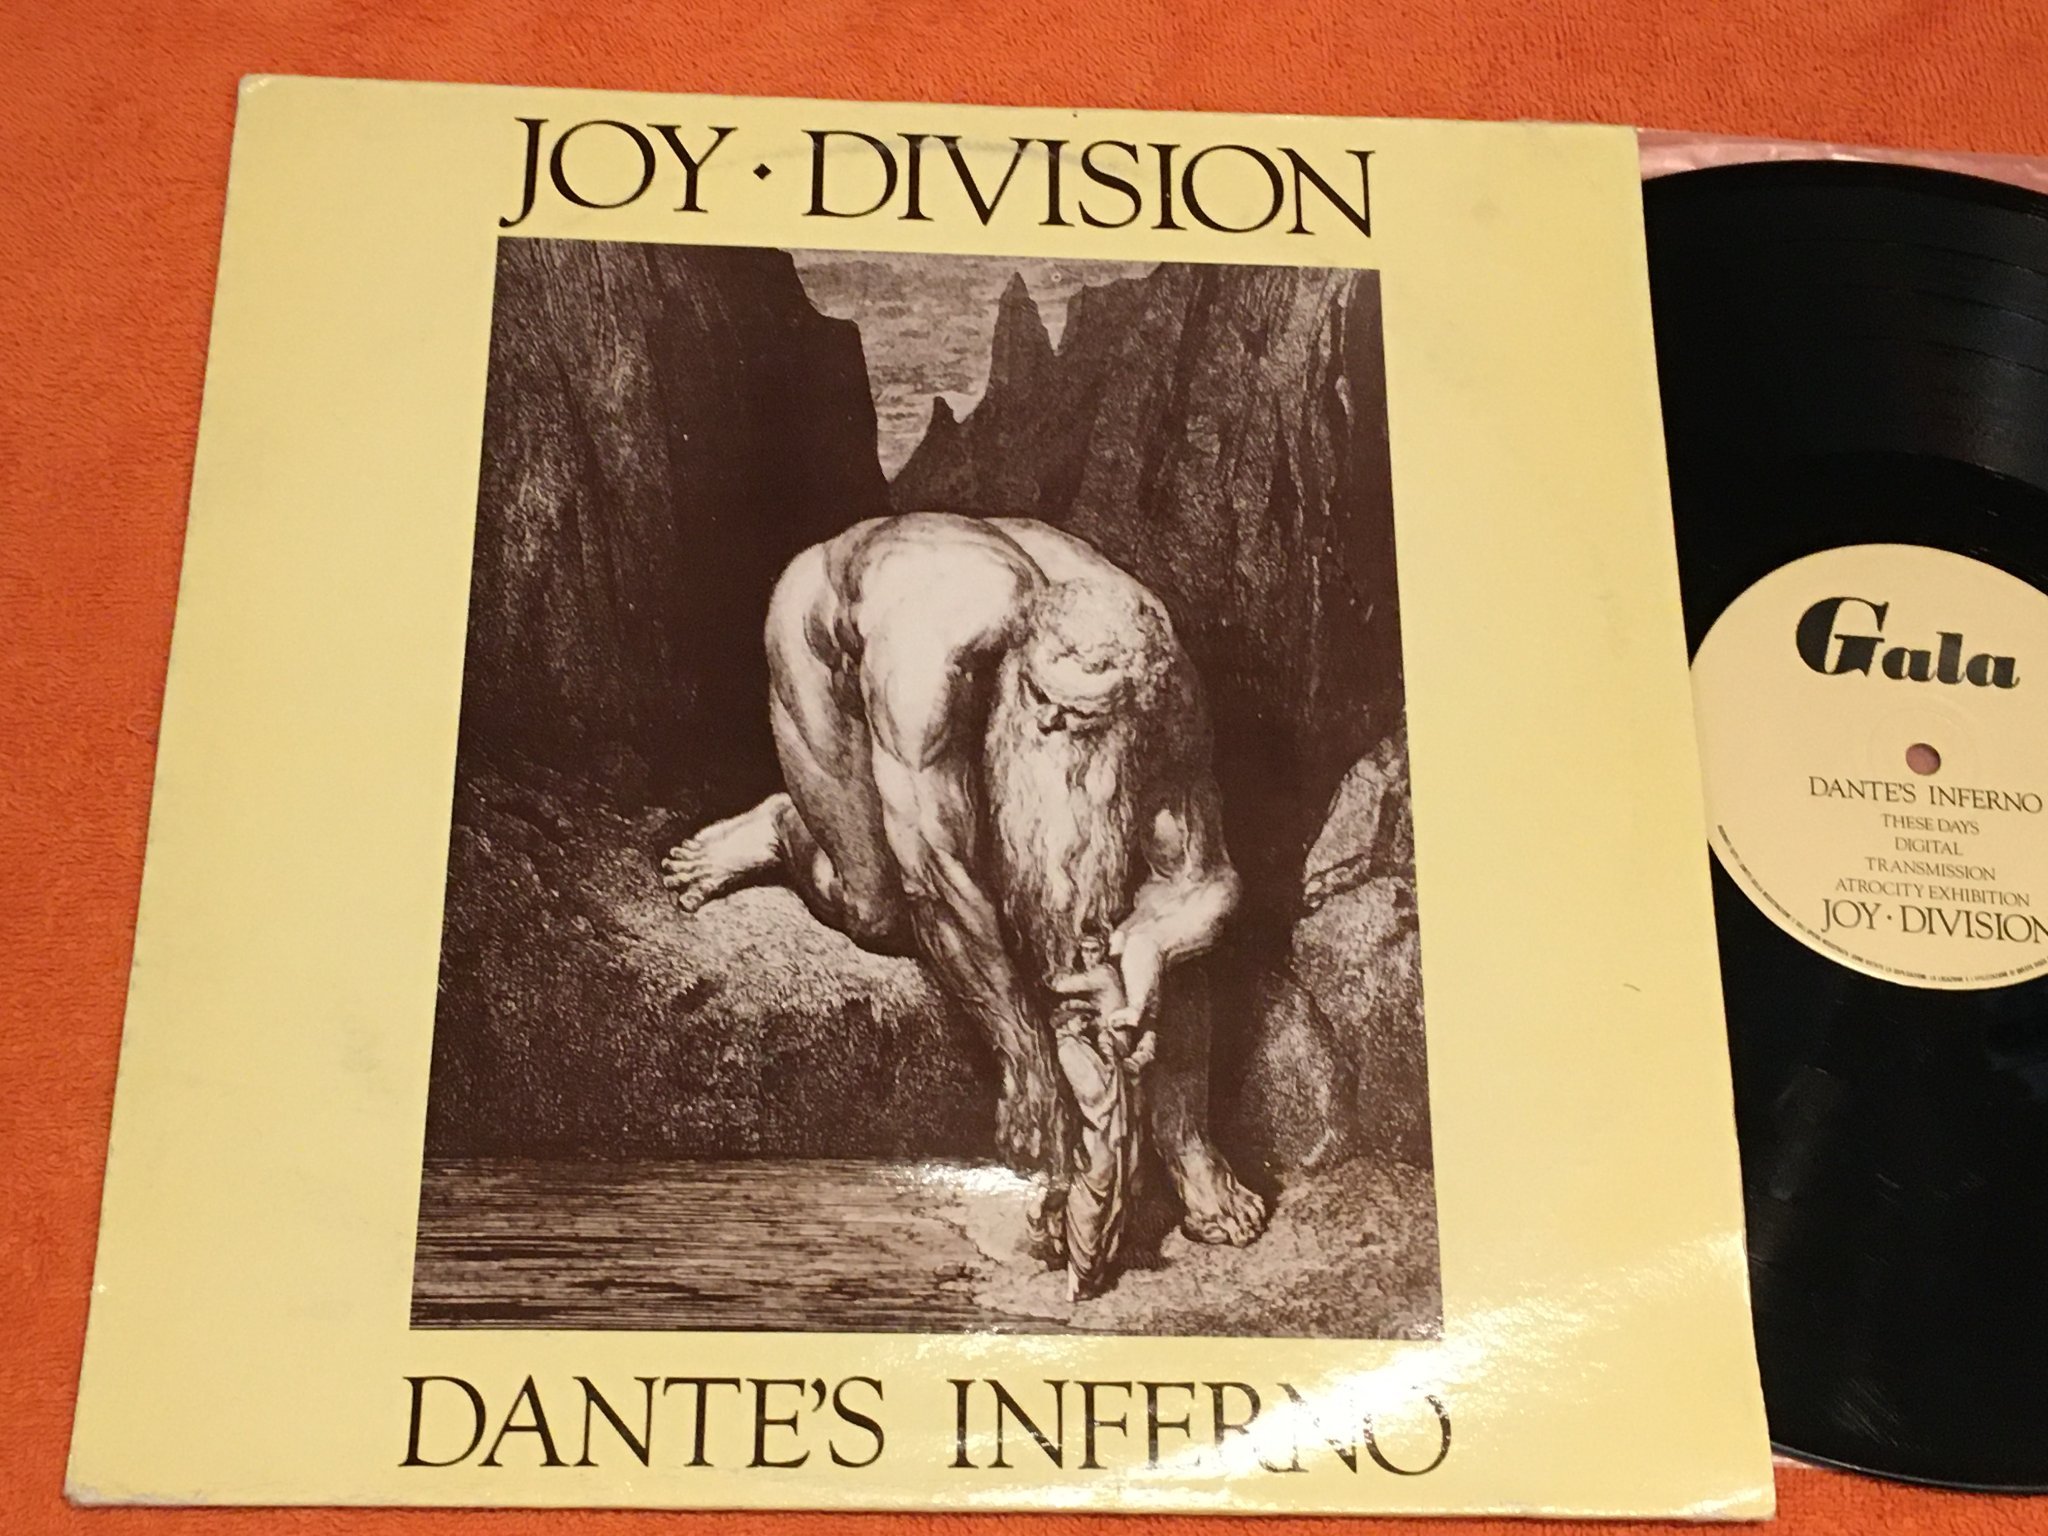 JOY · DIVISION
DANTE'S INFERNO
Gala
DANTE'S INFERNO
THESE DAYS
DIGITAL
TRANSMISSION
ATROCITY EXHIBITION
JOY · DIVISION